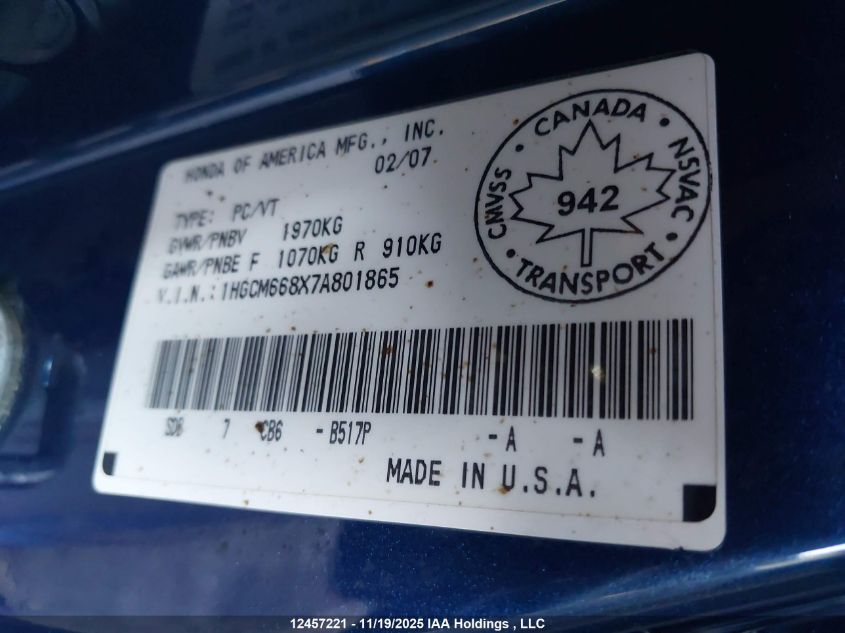 HONDA OF AMERICA MFG., INC.
02/07
TYPE: PC/VT
GVWR/PNBV 1970KG
GAWR/PNBE F 1070KG R 910KG
V.I.N.: 1HGCM668X7A801865
CANADA
NSVAC
TRANSPORT
CMVSS
942
7 CB6 -B517P -A -A
MADE IN U.S.A.
12457221 - 11/19/2025 IAA Holdings , LLC